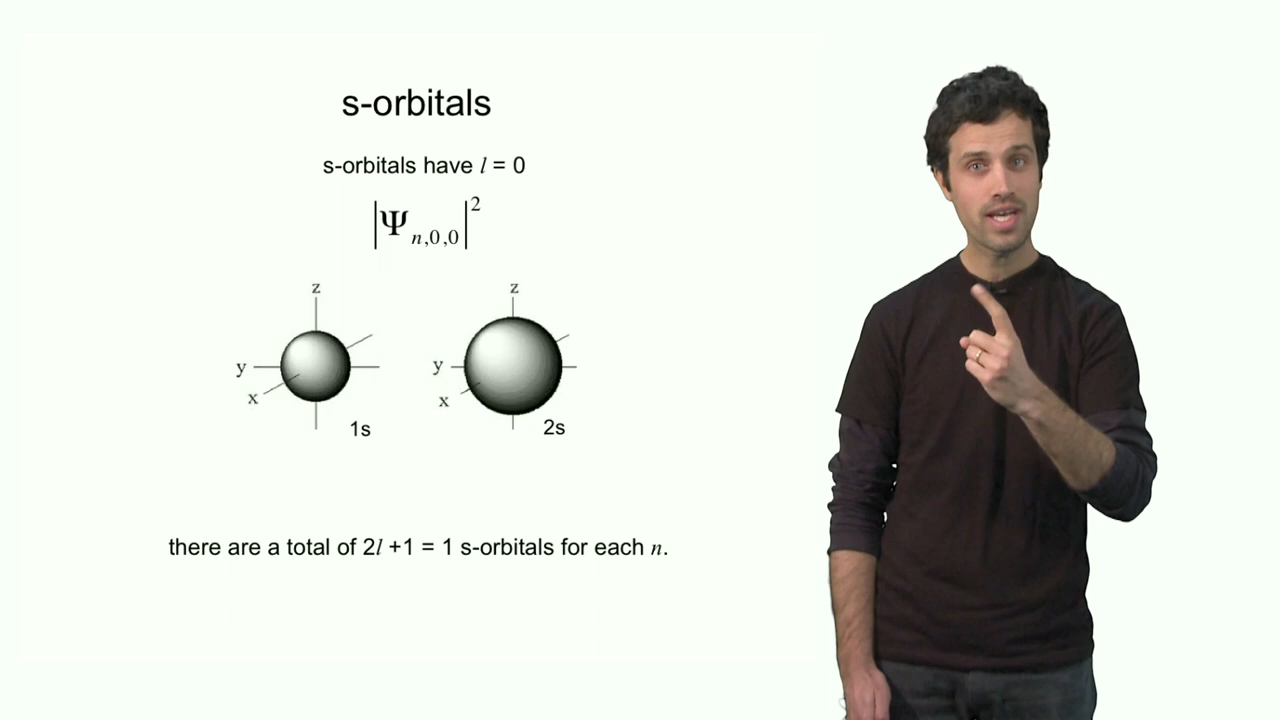 s-orbitals
s-orbitals have l = 0
|Ψn,0,0|²
z
z
y
y
x
x
1s
2s
there are a total of 2l +1 = 1 s-orbitals for each n.